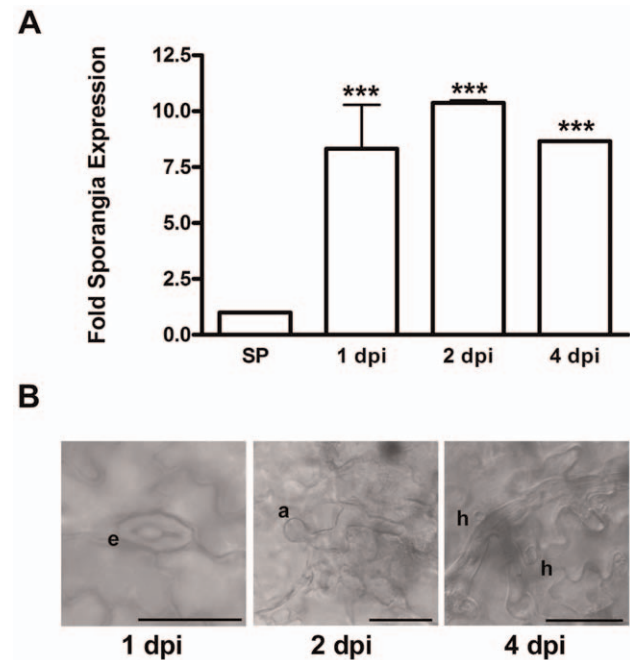 A
Fold Sporangia Expression
12.5
10.0
7.5
5.0
2.5
0.0
***
***
***
SP 1 dpi 2 dpi 4 dpi
B
e
a
h
h
1 dpi 2 dpi 4 dpi